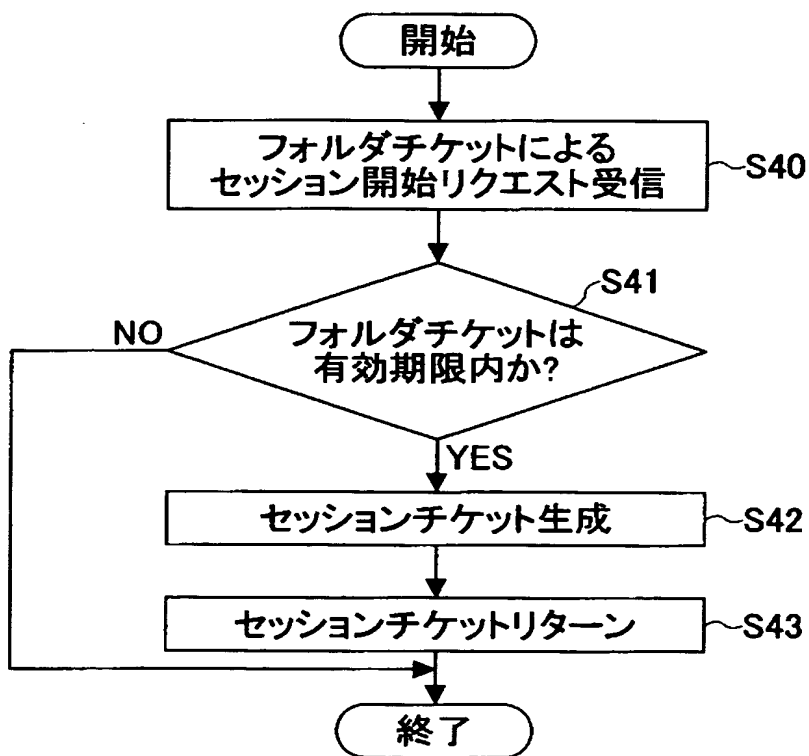 開始
フォルダチケットによる
セッション開始リクエスト受信
S40
S41
フォルダチケットは
有効期限内か?
NO
YES
セッションチケット生成
S42
セッションチケットリターン
S43
終了